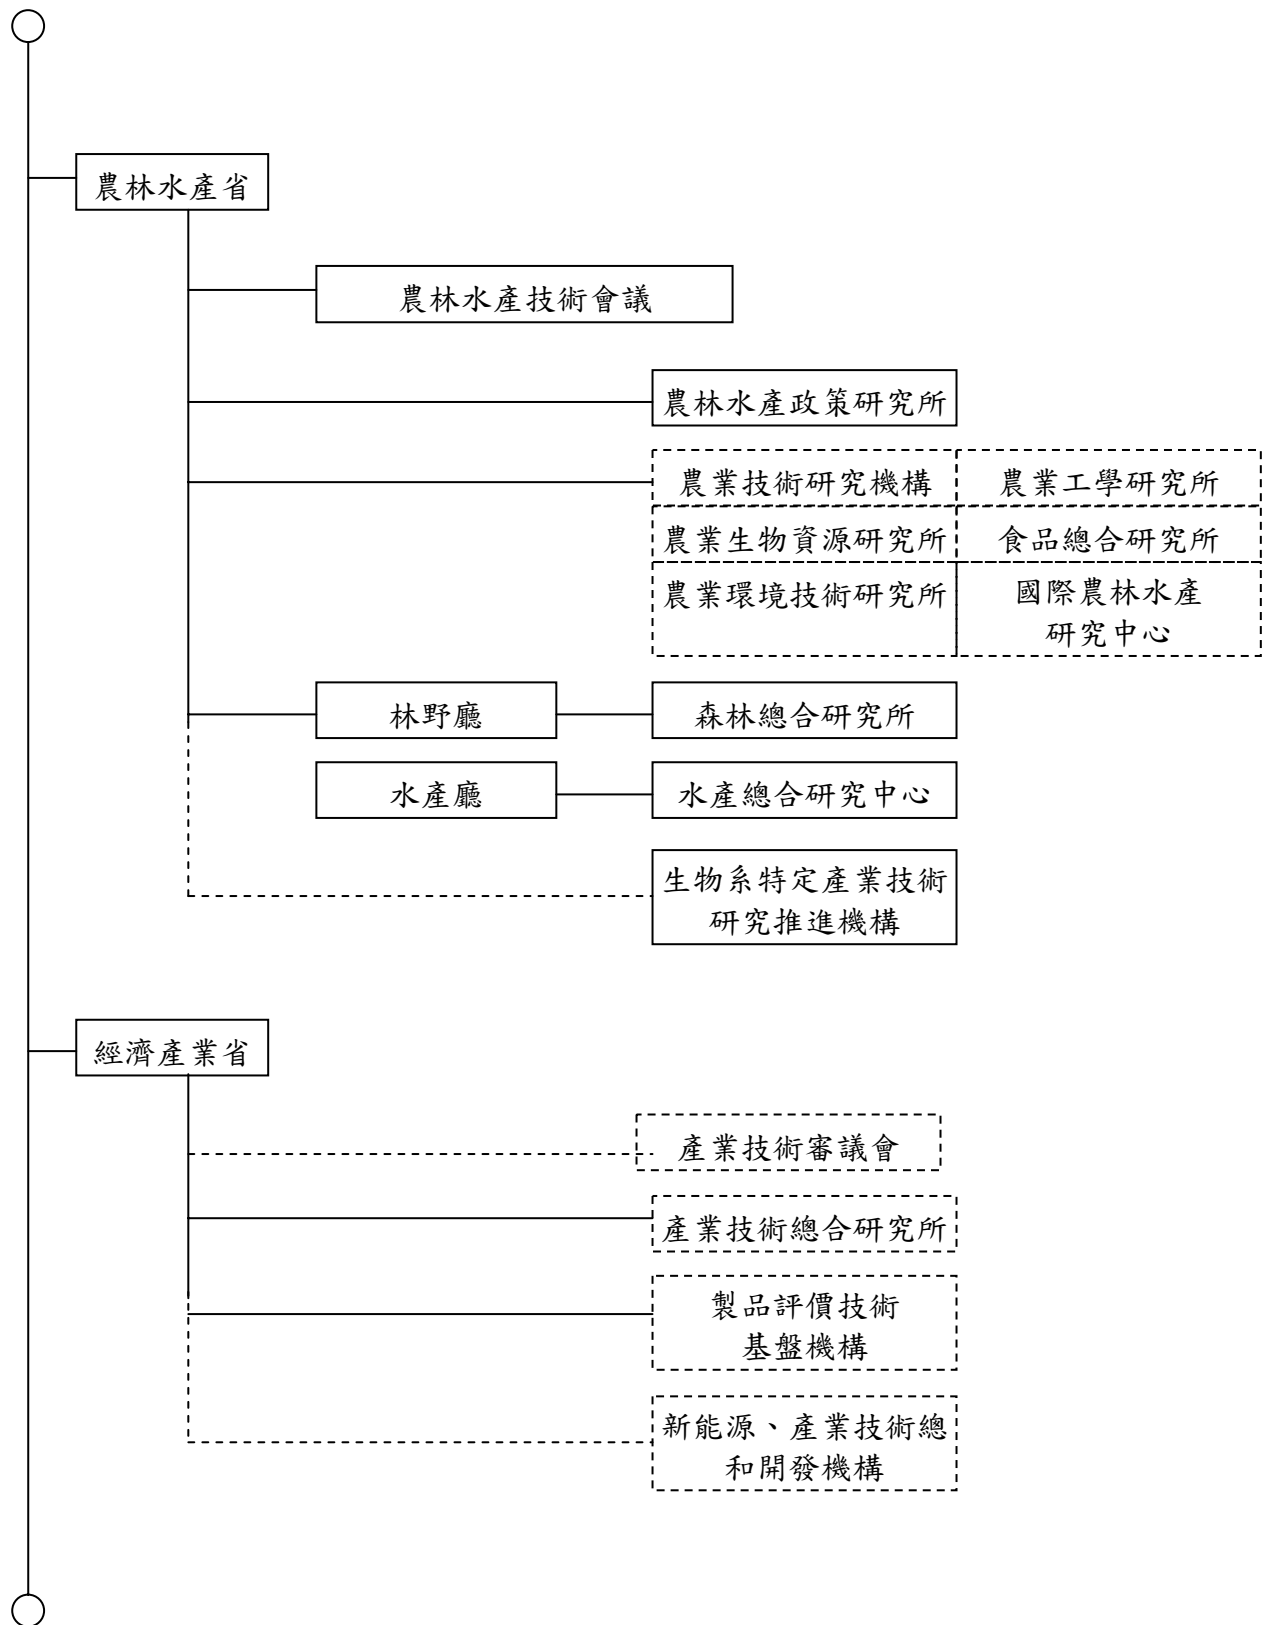 農林水產省
農林水產技術會議
農林水產政策研究所
農業技術研究機構
農業工學研究所
農業生物資源研究所
食品總合研究所
農業環境技術研究所
國際農林水產
研究中心
林野廳
森林總合研究所
水產廳
水產總合研究中心
生物系特定產業技術
研究推進機構
經濟產業省
產業技術審議會
產業技術總合研究所
製品評價技術
基盤機構
新能源、產業技術總
和開發機構